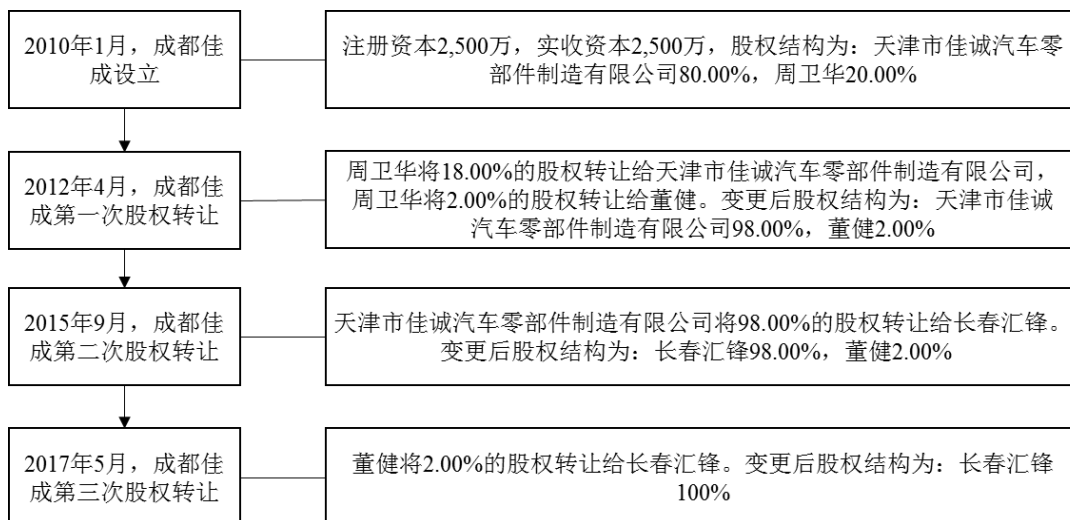 2010年1月，成都佳
成设立
注册资本2,500万，实收资本2,500万，股权结构为：天津市佳诚汽车零
部件制造有限公司80.00%，周卫华20.00%
2012年4月，成都佳
成第一次股权转让
周卫华将18.00%的股权转让给天津市佳诚汽车零部件制造有限公司，
周卫华将2.00%的股权转让给董健。变更后股权结构为：天津市佳诚
汽车零部件制造有限公司98.00%，董健2.00%
2015年9月，成都佳
成第二次股权转让
天津市佳诚汽车零部件制造有限公司将98.00%的股权转让给长春汇锋。
变更后股权结构为：长春汇锋98.00%，董健2.00%
2017年5月，成都佳
成第三次股权转让
董健将2.00%的股权转让给长春汇锋。变更后股权结构为：长春汇锋
100%